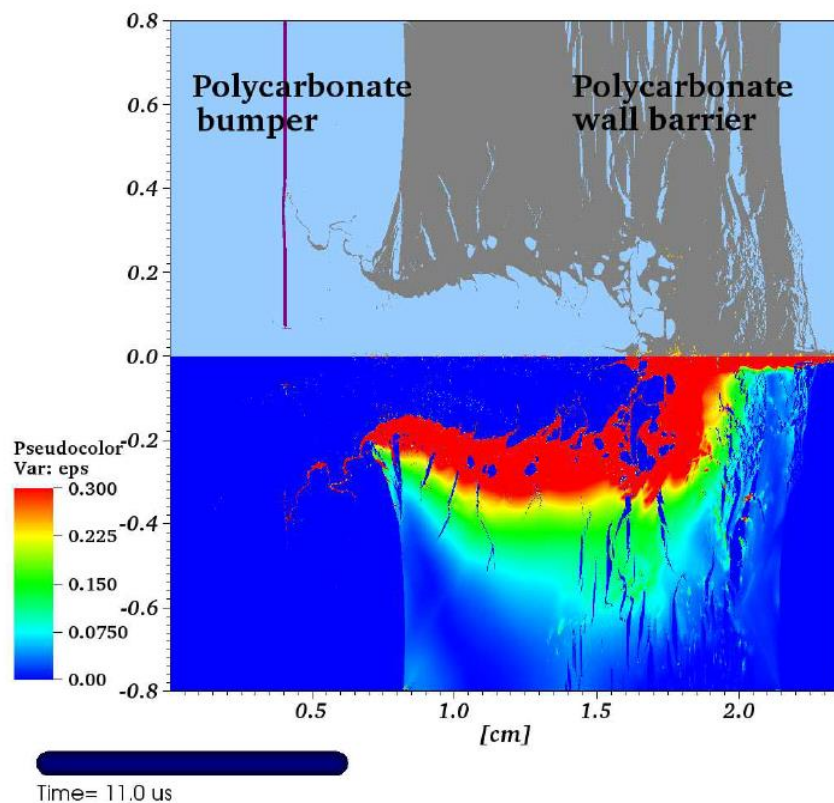 0.8
Polycarbonate bumper
Polycarbonate wall barrier
0.6
0.4
0.2
0.0
-0.2
-0.4
-0.6
-0.8
Pseudocolor
Var: eps
0.300
0.225
0.150
0.0750
0.00
0.5 1.0 1.5 2.0
[cm]
Time= 11.0 us